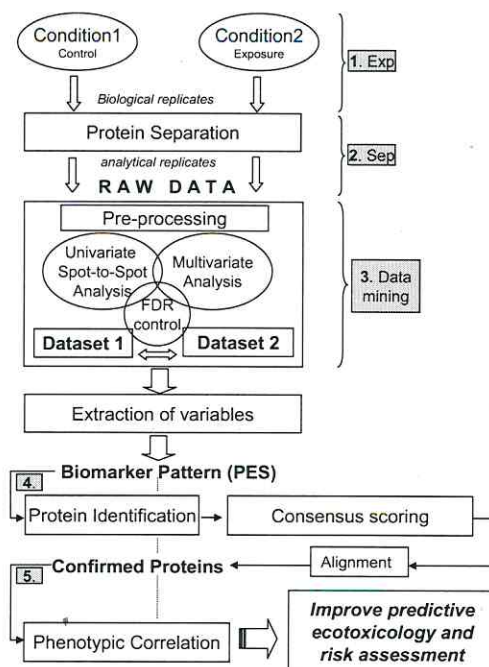 Condition1
Control
Condition2
Exposure
1. Exp
Biological replicates
Protein Separation
2. Sep
analytical replicates
RAW DATA
Pre-processing
Univariate
Spot-to-Spot
Analysis
Multivariate
Analysis
FDR
control
3. Data
mining
Dataset 1
Dataset 2
Extraction of variables
Biomarker Pattern (PES)
4.
Protein Identification
Consensus scoring
5.
Confirmed Proteins
Alignment
Phenotypic Correlation
Improve predictive
ecotoxicology and
risk assessment